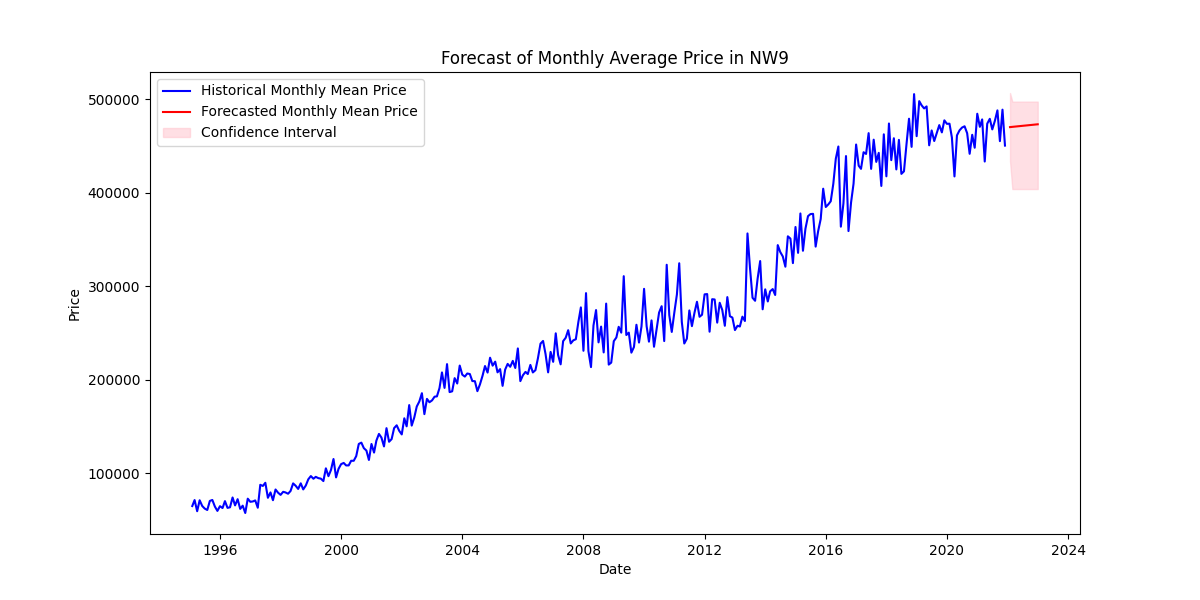 Forecast of Monthly Average Price in NW9
Historical Monthly Mean Price
Forecasted Monthly Mean Price
Confidence Interval
500000
400000
300000
200000
100000
Price
1996 2000 2004 2008 2012 2016 2020 2024
Date